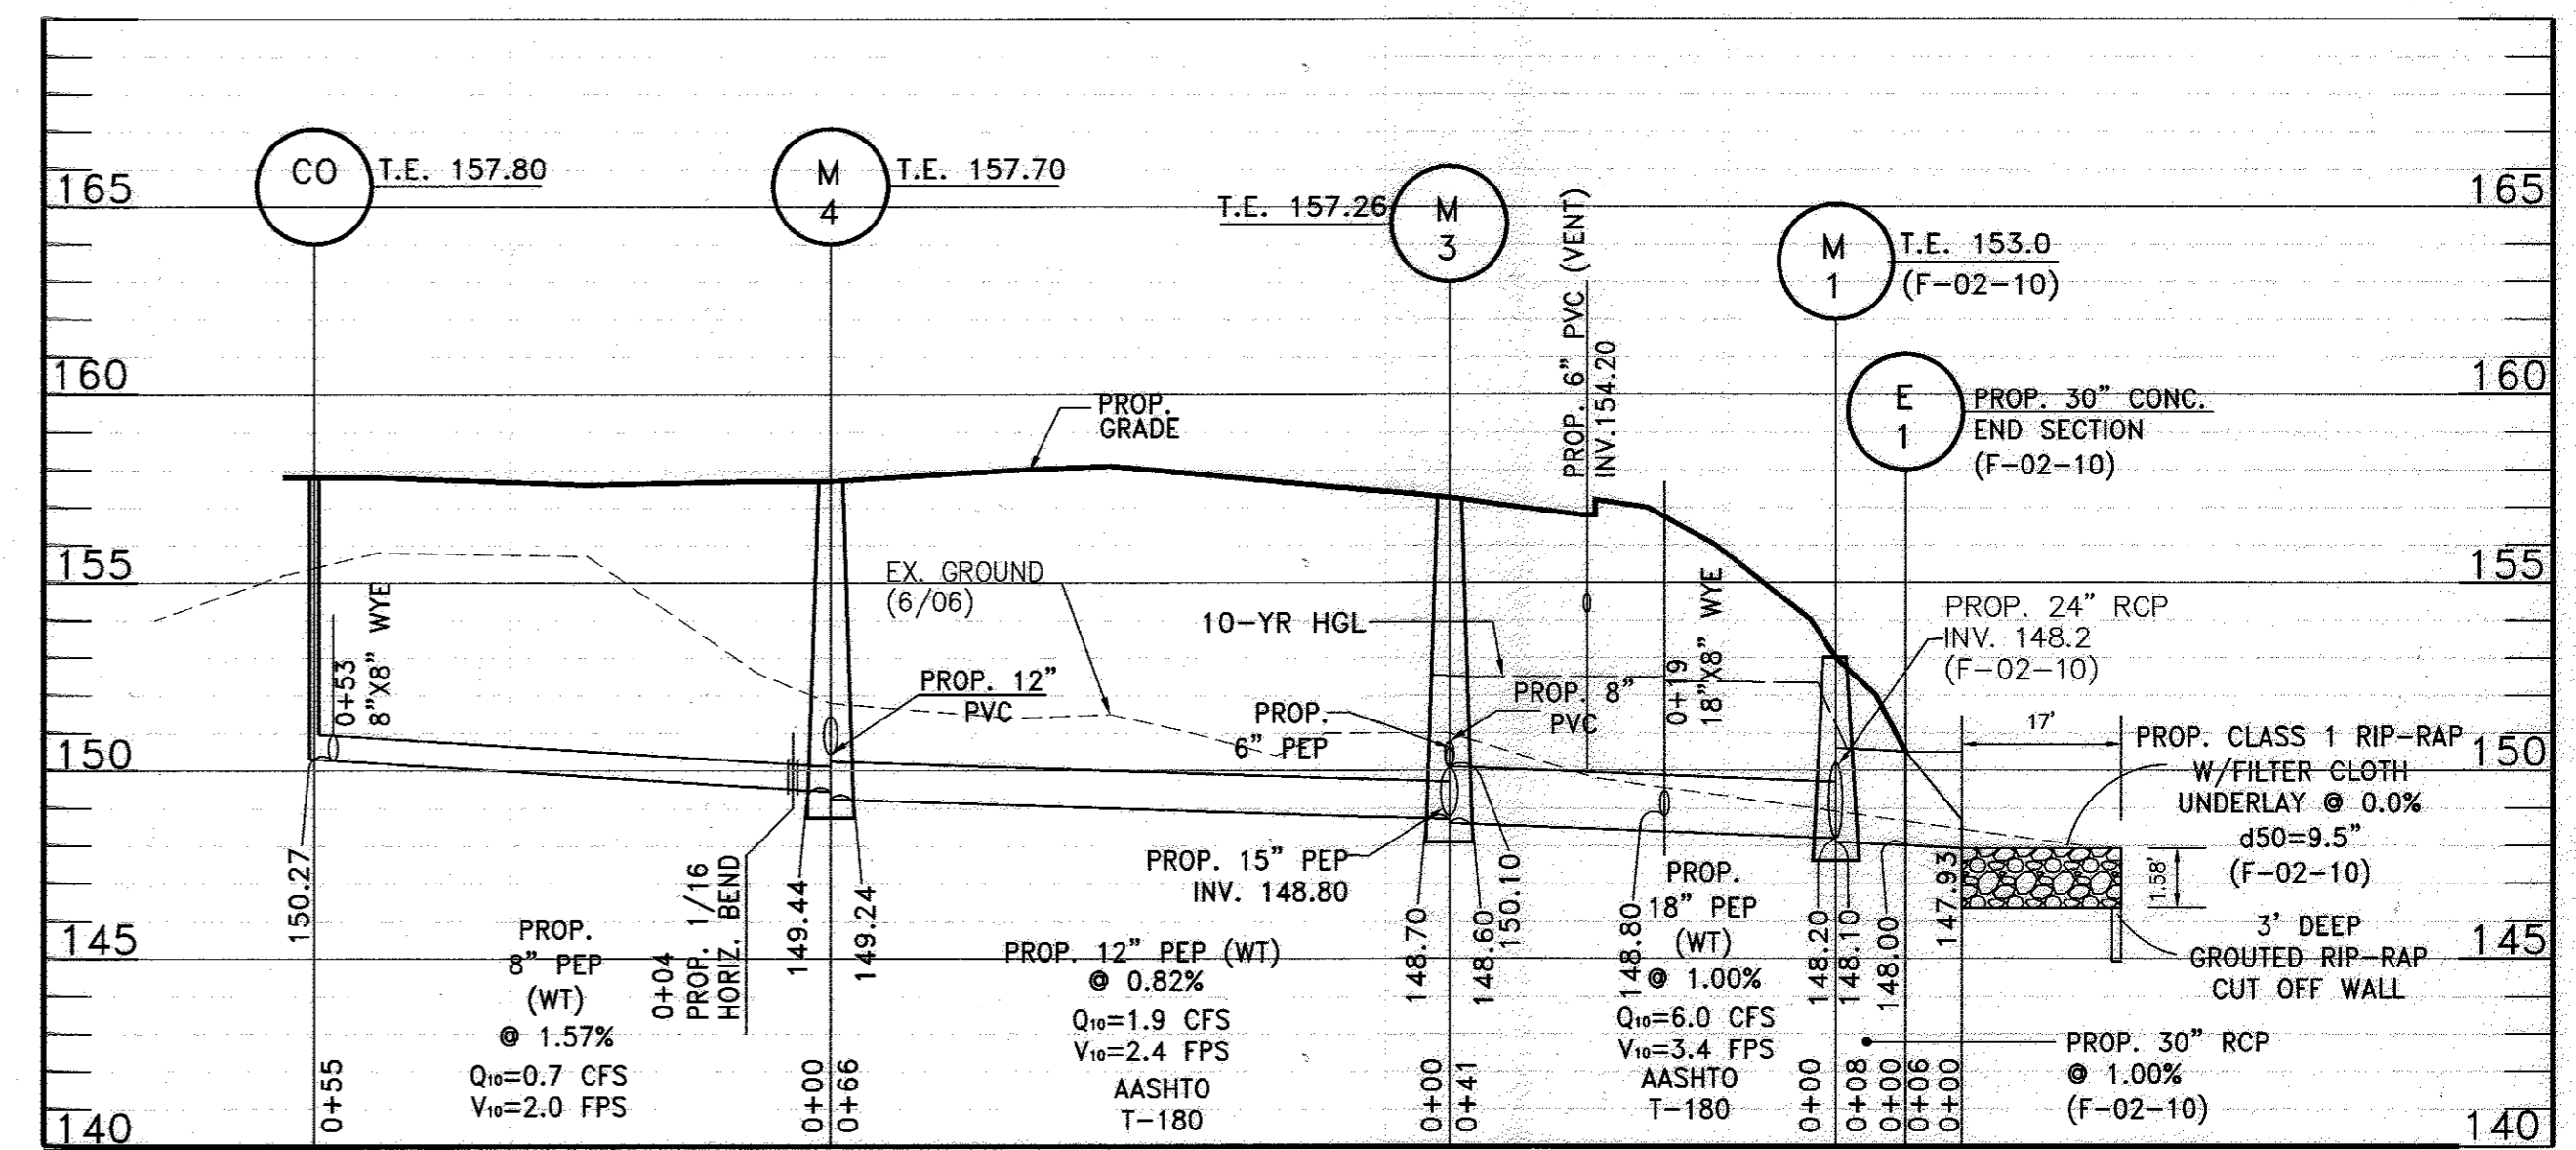 CO
T.E. 157.80
M
4
T.E. 157.70
T.E. 157.26
M
3
PROP. 6" PVC (VENT)
INV.154.20
M
1
T.E. 153.0
(F-02-10)
E
1
PROP. 30" CONC.
END SECTION
(F-02-10)
165
165
160
160
155
155
150
150
145
145
140
140
PROP.
GRADE
EX. GROUND
(6/06)
10-YR HGL
0+53
8"X8" WYE
PROP. 12"
PVC
PROP.
6" PEP
PROP. 8"
PVC
0+19
18"X8" WYE
PROP. 24" RCP
INV. 148.2
(F-02-10)
17'
PROP. CLASS 1 RIP-RAP
W/FILTER CLOTH
UNDERLAY @ 0.0%
d50=9.5"
(F-02-10)
1.58'
3' DEEP
GROUTED RIP-RAP
CUT OFF WALL
150.27
PROP.
8" PEP
(WT)
@ 1.57%
Q10=0.7 CFS
V10=2.0 FPS
0+04
PROP. 1/16
HORIZ. BEND
149.44
149.24
PROP. 15" PEP
INV. 148.80
PROP. 12" PEP (WT)
@ 0.82%
Q10=1.9 CFS
V10=2.4 FPS
AASHTO
T-180
148.70
148.60
150.10
148.80
PROP.
18" PEP
(WT)
@ 1.00%
Q10=6.0 CFS
V10=3.4 FPS
AASHTO
T-180
148.20
148.10
148.00
147.93
PROP. 30" RCP
@ 1.00%
(F-02-10)
0+55
0+00
0+66
0+00
0+41
0+00
0+08
0+00
0+06
0+00